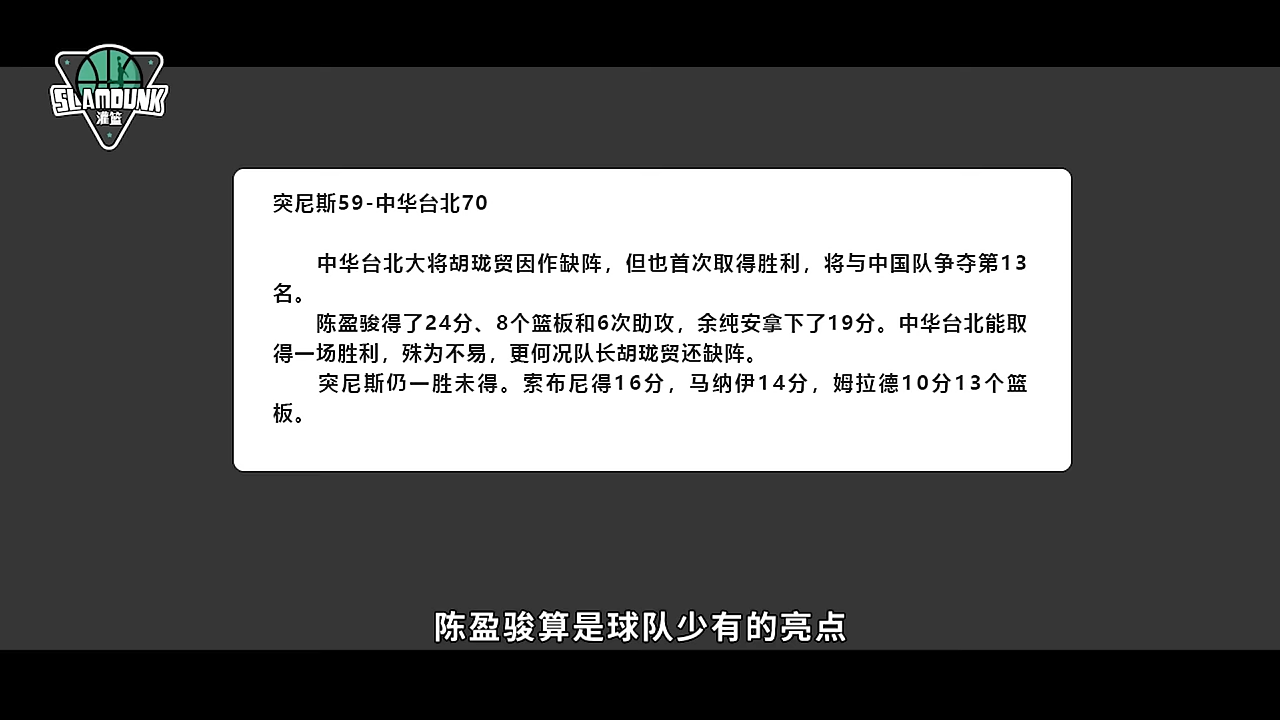 SLAMDUNK
灌篮
突尼斯59-中华台北70
中华台北大将胡珑贸因作缺阵，但也首次取得胜利，将与中国队争夺第13
名。
陈盈骏得了24分、8个篮板和6次助攻，余纯安拿下了19分。中华台北能取
得一场胜利，殊为不易，更何况队长胡珑贸还缺阵。
突尼斯仍一胜未得。索布尼得16分，马纳伊14分，姆拉德10分13个篮
板。
陈盈骏算是球队少有的亮点